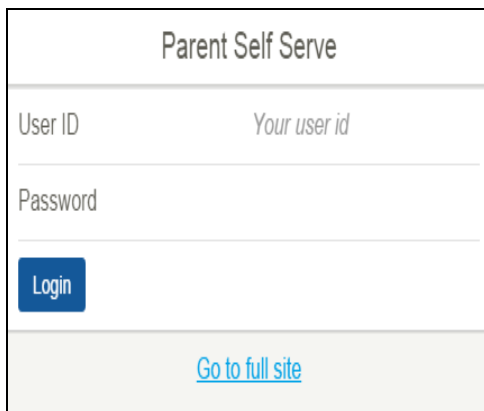 Parent Self Serve
User ID Your user id
Password
Login
Go to full site